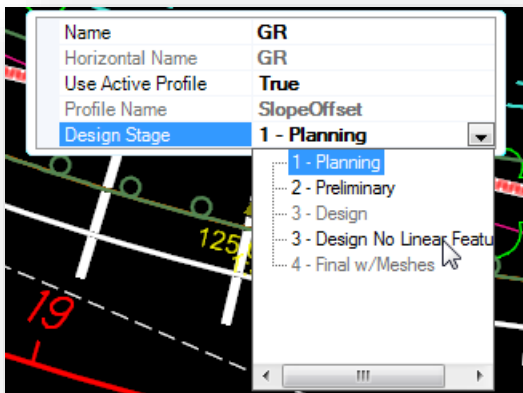 Name GR
Horizontal Name GR
Use Active Profile True
Profile Name SlopeOffset
Design Stage 1 - Planning
1 - Planning
2 - Preliminary
3 - Design
3 - Design No Linear Featu
4 - Final w/Meshes
125
19